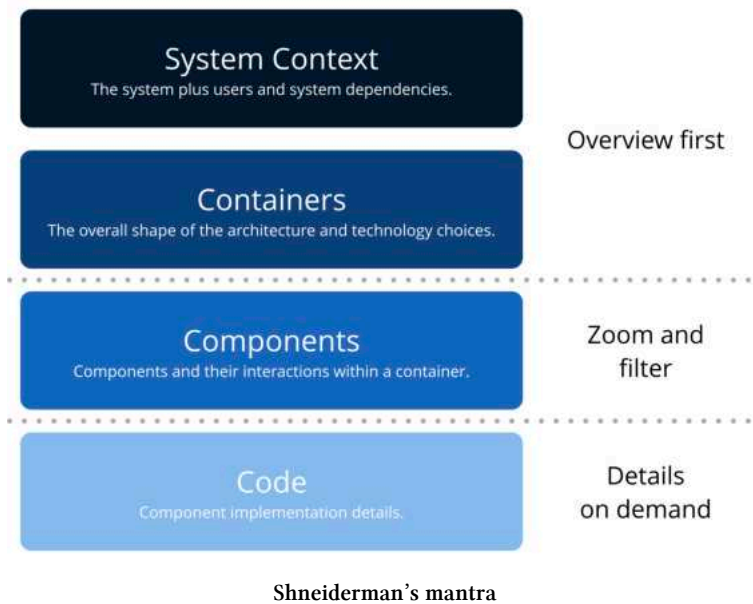 System Context
The system plus users and system dependencies.
Overview first
Containers
The overall shape of the architecture and technology choices.
Components
Components and their interactions within a container.
Zoom and
filter
Code
Component implementation details.
Details
on demand
Shneiderman's mantra